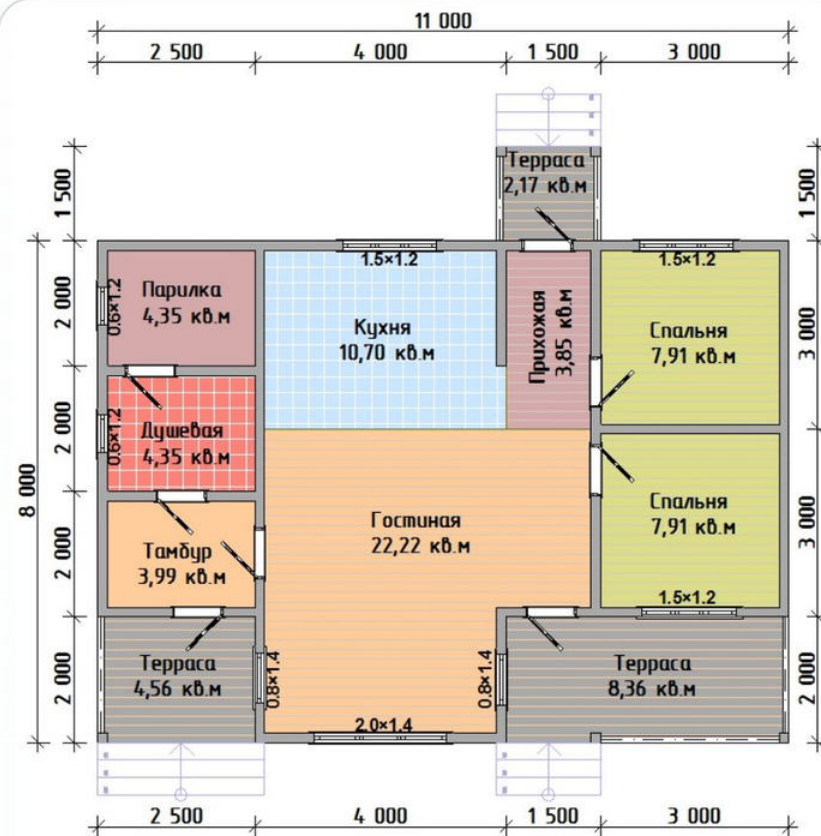 11 000
2 500 4 000 1 500 3 000
1 500
Терраса
2,17 кв.м
1 500
1.5×1.2
1.5×1.2
2 000
0.6×1.2
Парилка
4,35 кв.м
Кухня
10,70 кв.м
Прихожая
3,85 кв.м
Спальня
7,91 кв.м
3 000
8 000
2 000
0.6×1.2
Душевая
4,35 кв.м
2 000
Тамбур
3,99 кв.м
Гостиная
22,22 кв.м
Спальня
7,91 кв.м
1.5×1.2
3 000
2 000
Терраса
4,56 кв.м
0.8×1.4
2.0×1.4
0.8×1.4
Терраса
8,36 кв.м
2 000
2 500 4 000 1 500 3 000